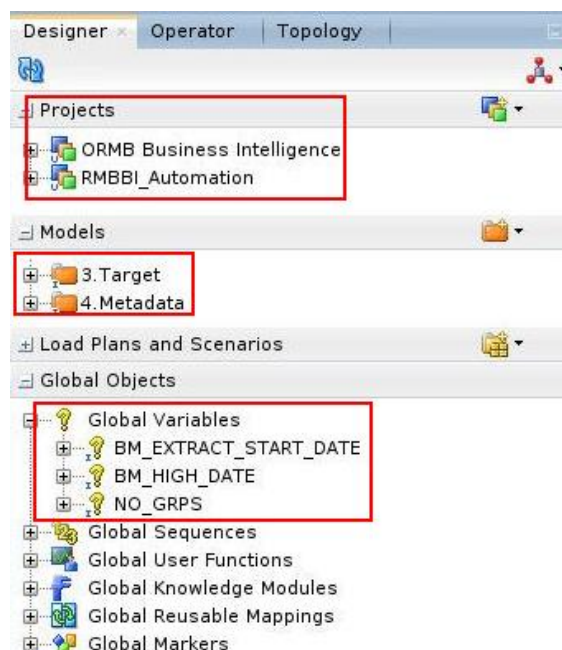 Designer Operator Topology
Projects
ORMB Business Intelligence
RMBBI_Automation
Models
3.Target
4.Metadata
Load Plans and Scenarios
Global Objects
Global Variables
BM_EXTRACT_START_DATE
BM_HIGH_DATE
NO_GRPS
Global Sequences
Global User Functions
Global Knowledge Modules
Global Reusable Mappings
Global Markers